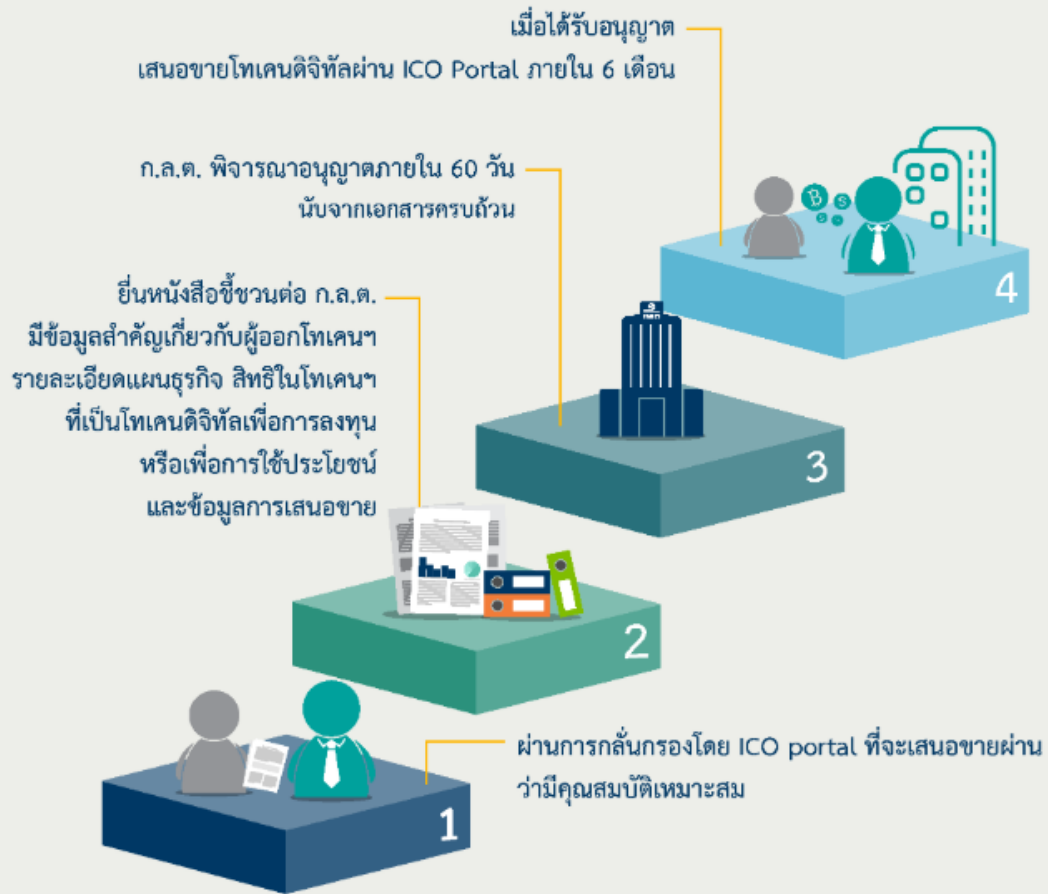 เมื่อได้รับอนุญาต
เสนอขายโทเคนดิจิทัลผ่าน ICO Portal ภายใน 6 เดือน
4
ก.ล.ต. พิจารณาอนุญาตภายใน 60 วัน
นับจากเอกสารครบถ้วน
3
ยื่นหนังสือชี้ชวนต่อ ก.ล.ต.
มีข้อมูลสำคัญเกี่ยวกับผู้ออกโทเคนฯ
รายละเอียดแผนธุรกิจ สิทธิในโทเคนฯ
ที่เป็นโทเคนดิจิทัลเพื่อการลงทุน
หรือเพื่อการใช้ประโยชน์
และข้อมูลการเสนอขาย
2
ผ่านการกลั่นกรองโดย ICO portal ที่จะเสนอขายผ่าน
ว่ามีคุณสมบัติเหมาะสม
1